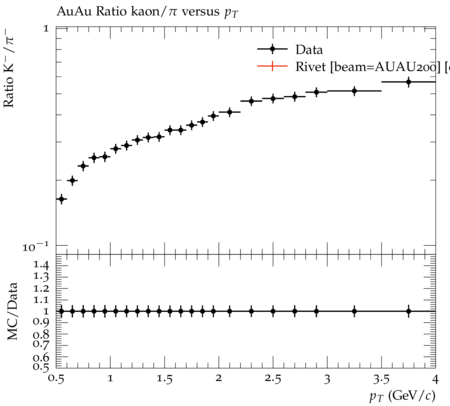 AuAu Ratio kaon/π versus p_T
Ratio K⁻/π⁻
1
Data
Rivet [beam=AUAU200] [
10⁻¹
MC/Data
1.4
1.3
1.2
1.1
1
0.9
0.8
0.7
0.6
0.5
0.5 1 1.5 2 2.5 3 3.5 4
p_T (GeV/c)